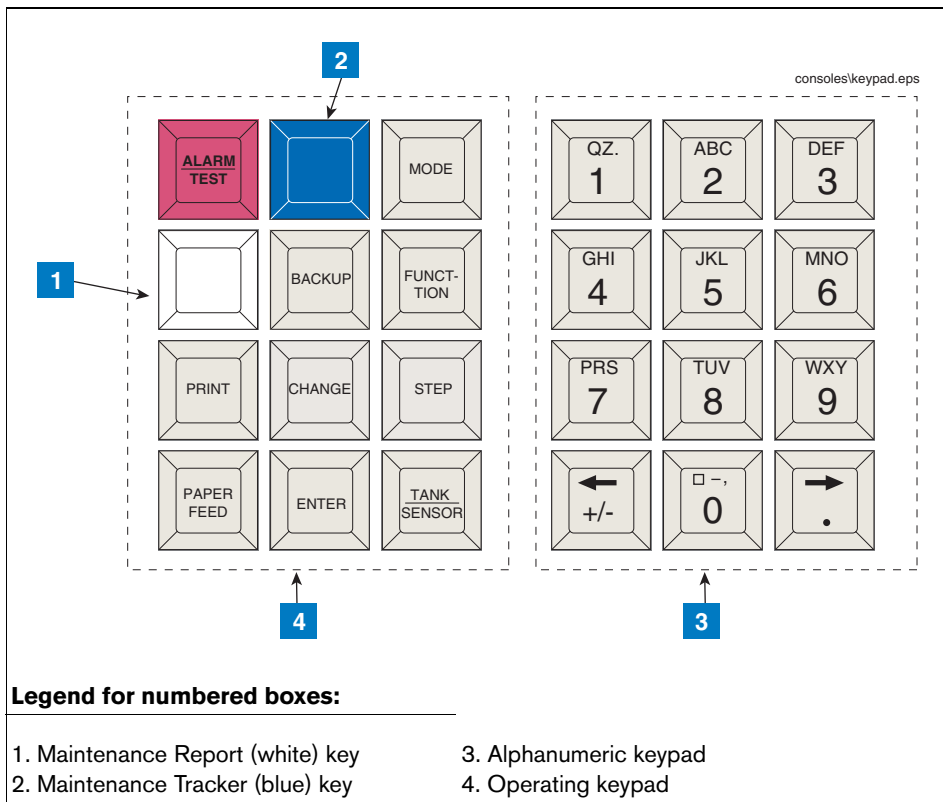 2
consoles\keypad.eps
ALARM
TEST
MODE
QZ.
1
ABC
2
DEF
3
1
BACKUP
FUNCT-
TION
GHI
4
JKL
5
MNO
6
PRINT
CHANGE
STEP
PRS
7
TUV
8
WXY
9
PAPER
FEED
ENTER
TANK
SENSOR
←
+/-
□ –,
0
→
.
4
3
Legend for numbered boxes:
1. Maintenance Report (white) key
2. Maintenance Tracker (blue) key
3. Alphanumeric keypad
4. Operating keypad